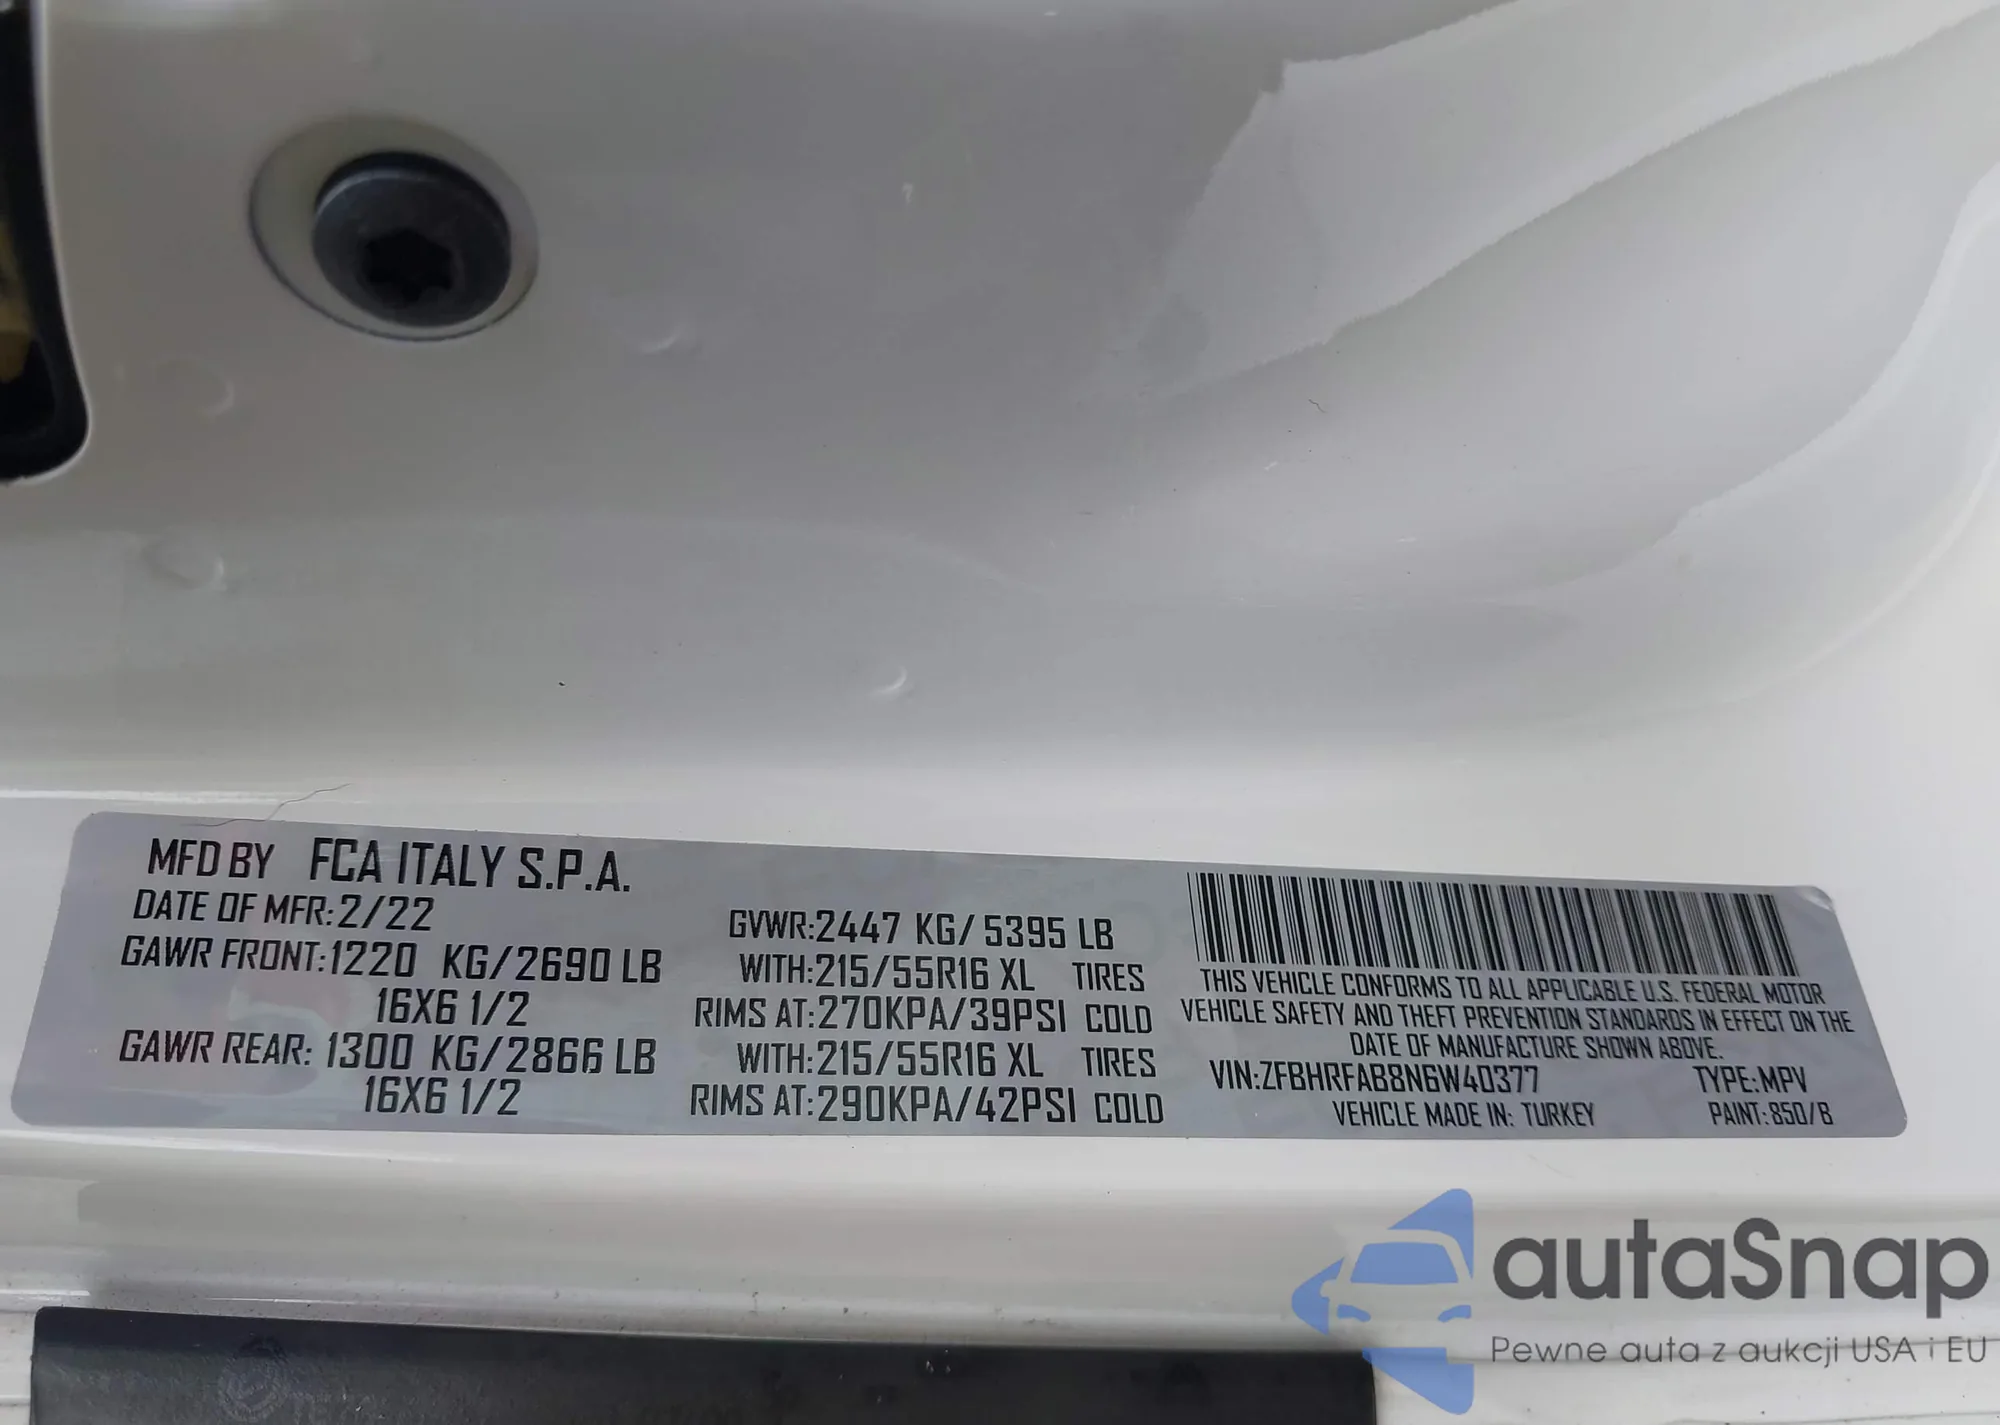 MFD BY FCA ITALY S.P.A.
DATE OF MFR:2/22
GAWR FRONT:1220 KG/2690 LB
16X6 1/2
GAWR REAR: 1300 KG/2866 LB
16X6 1/2
GVWR:2447 KG/5395 LB
WITH:215/55R16 XL TIRES
RIMS AT:270KPA/39PSI COLD
WITH:215/55R16 XL TIRES
RIMS AT:290KPA/42PSI COLD
THIS VEHICLE CONFORMS TO ALL APPLICABLE U.S. FEDERAL MOTOR
VEHICLE SAFETY AND THEFT PREVENTION STANDARDS IN EFFECT ON THE
DATE OF MANUFACTURE SHOWN ABOVE.
VIN:ZFBHRFAB8N6W40377 TYPE:MPV
VEHICLE MADE IN: TURKEY PAINT:850/B
autaSnap
Pewne auta z aukcji USA i EU